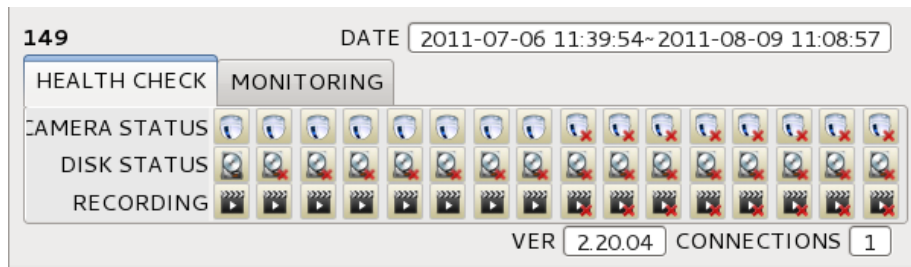 149 DATE 2011-07-06 11:39:54~2011-08-09 11:08:57
HEALTH CHECK MONITORING
CAMERA STATUS
DISK STATUS
RECORDING
VER 2.20.04 CONNECTIONS 1